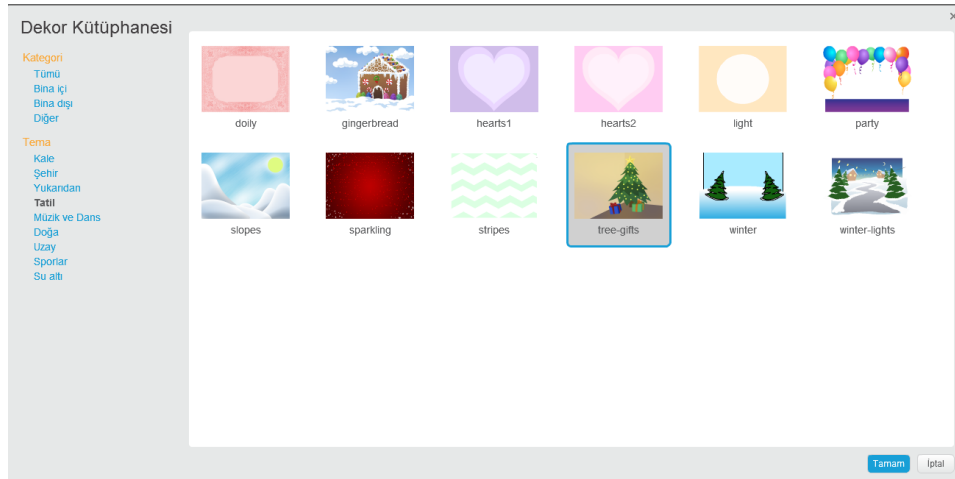 Dekor Kütüphanesi
Kategori
Tümü
Bina içi
Bina dışı
Diğer
Tema
Kale
Şehir
Yukarıdan
Tatil
Müzik ve Dans
Doğa
Uzay
Sporlar
Su altı
doily
gingerbread
hearts1
hearts2
light
party
slopes
sparkling
stripes
tree-gifts
winter
winter-lights
Tamam
İptal